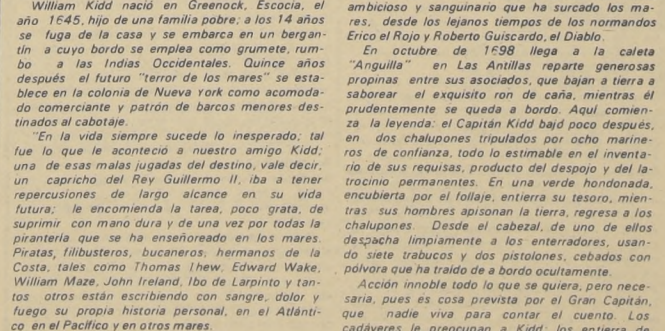 William Kidd nació en Greenock, Escocia, el
año 1645, hijo de una familia pobre; a los 14 años
se fuga de la casa y se embarca en un bergan-
tín a cuyo bordo se emplea como grumete, rum-
bo a las Indias Occidentales. Quince años
después el futuro "terror de los mares" se esta-
blece en la colonia de Nueva york como acomoda-
do comerciante y patrón de barcos menores des-
tinados al cabotaje.
"En la vida siempre sucede lo inesperado; tal
fue lo que le aconteció a nuestro amigo Kidd;
una de esas malas jugadas del destino, vale decir,
un capricho del Rey Guillermo II, iba a tener
repercusiones de largo alcance en su vida
futura; le encomienda la tarea, poco grata, de
suprimir con mano dura y de una vez por todas la
piratería que se ha enseñoreado en los mares.
Piratas, filibusteros, bucaneros, hermanos de la
Costa, tales como Thomas Thew, Edward Wake,
William Maze, John Ireland, Ibo de Larpinto y tan-
tos otros están escribiendo con sangre, dolor y
fuego su propia historia personal, en el Atlánti-
co en el Pacífico y en otros mares.
ambicioso y sanguinario que ha surcado los ma-
res, desde los lejanos tiempos de los normandos
Erico el Rojo y Roberto Guiscardo, el Diablo.
En octubre de 1698 llega a la caleta
"Anguilla" en Las Antillas reparte generosas
propinas entre sus asociados, que bajan a tierra a
saborear el exquisito ron de caña, mientras él
prudentemente se queda a bordo. Aquí comien-
za la leyenda: el Capitán Kidd bajó poco después,
en dos chalupones tripulados por ocho marine-
ros de confianza, todo lo estimable en el inventa-
rio de sus requisas, producto del despojo y del la-
trocinio permanentes. En una verde hondonada,
encubierta por el follaje, entierra su tesoro, mien-
tras sus hombres apisonan la tierra, regresa a los
chalupones. Desde el cabezal, de uno de ellos
despacha limpiamente a los enterradores, usan-
do siete trabucos y dos pistolones, cebados con
pólvora que ha traido de a bordo ocultamente.
Acción innoble todo lo que se quiera, pero nece-
saria, pues es cosa prevista por el Gran Capitán,
que nadie viva para contar el cuento. Los
cadáveres le preocupan a Kidd; los entierra de